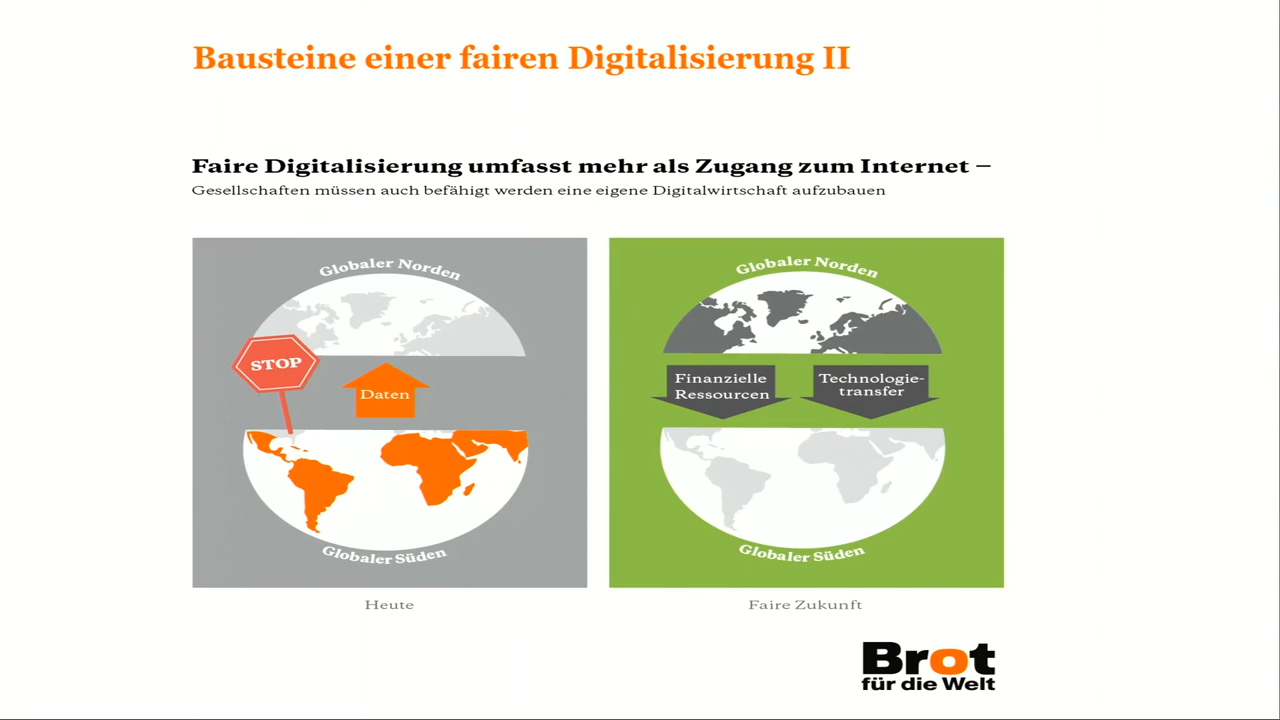 Bausteine einer fairen Digitalisierung II
Faire Digitalisierung umfasst mehr als Zugang zum Internet –
Gesellschaften müssen auch befähigt werden eine eigene Digitalwirtschaft aufzubauen
Globaler Norden
STOP
Daten
Globaler Süden
Heute
Globaler Norden
Finanzielle
Ressourcen
Technologie-
transfer
Globaler Süden
Faire Zukunft
Brot
für die Welt